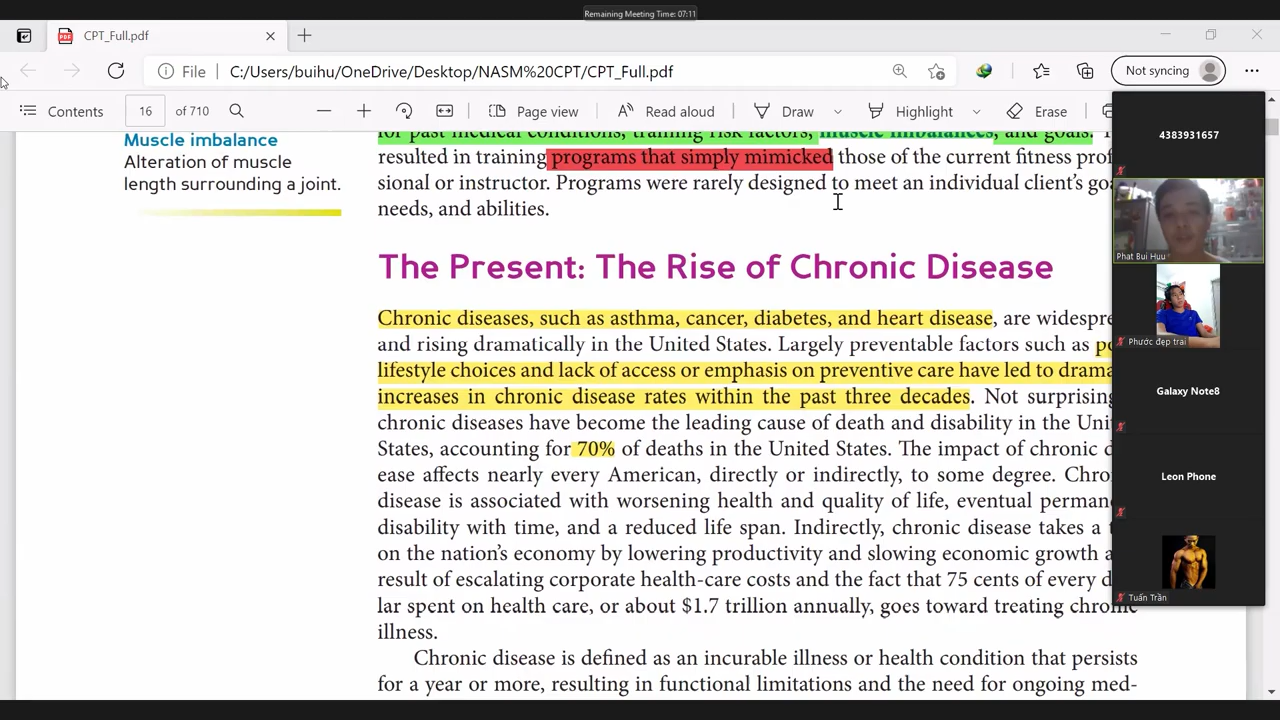 Remaining Meeting Time: 07:11
CPT_Full.pdf
File C:/Users/buihu/OneDrive/Desktop/NASM%20CPT/CPT_Full.pdf
Not syncing
Contents 16 of 710 Page view Read aloud Draw Highlight Erase
Muscle imbalance
Alteration of muscle
length surrounding a joint.
for past medical conditions, training risk factors, muscle imbalances, and goals.
resulted in training programs that simply mimicked those of the current fitness prof
sional or instructor. Programs were rarely designed to meet an individual client's goa
needs, and abilities.
The Present: The Rise of Chronic Disease
Chronic diseases, such as asthma, cancer, diabetes, and heart disease, are widespre
and rising dramatically in the United States. Largely preventable factors such as po
lifestyle choices and lack of access or emphasis on preventive care have led to drama
increases in chronic disease rates within the past three decades. Not surprising
chronic diseases have become the leading cause of death and disability in the Uni
States, accounting for 70% of deaths in the United States. The impact of chronic d
ease affects nearly every American, directly or indirectly, to some degree. Chro
disease is associated with worsening health and quality of life, eventual perman
disability with time, and a reduced life span. Indirectly, chronic disease takes a t
on the nation's economy by lowering productivity and slowing economic growth a
result of escalating corporate health-care costs and the fact that 75 cents of every d
lar spent on health care, or about $1.7 trillion annually, goes toward treating chronic
illness.
Chronic disease is defined as an incurable illness or health condition that persists
for a year or more, resulting in functional limitations and the need for ongoing med-
4383931657
Phat Bui Huu
Phước đẹp trai
Galaxy Note8
Leon Phone
Tuấn Trần